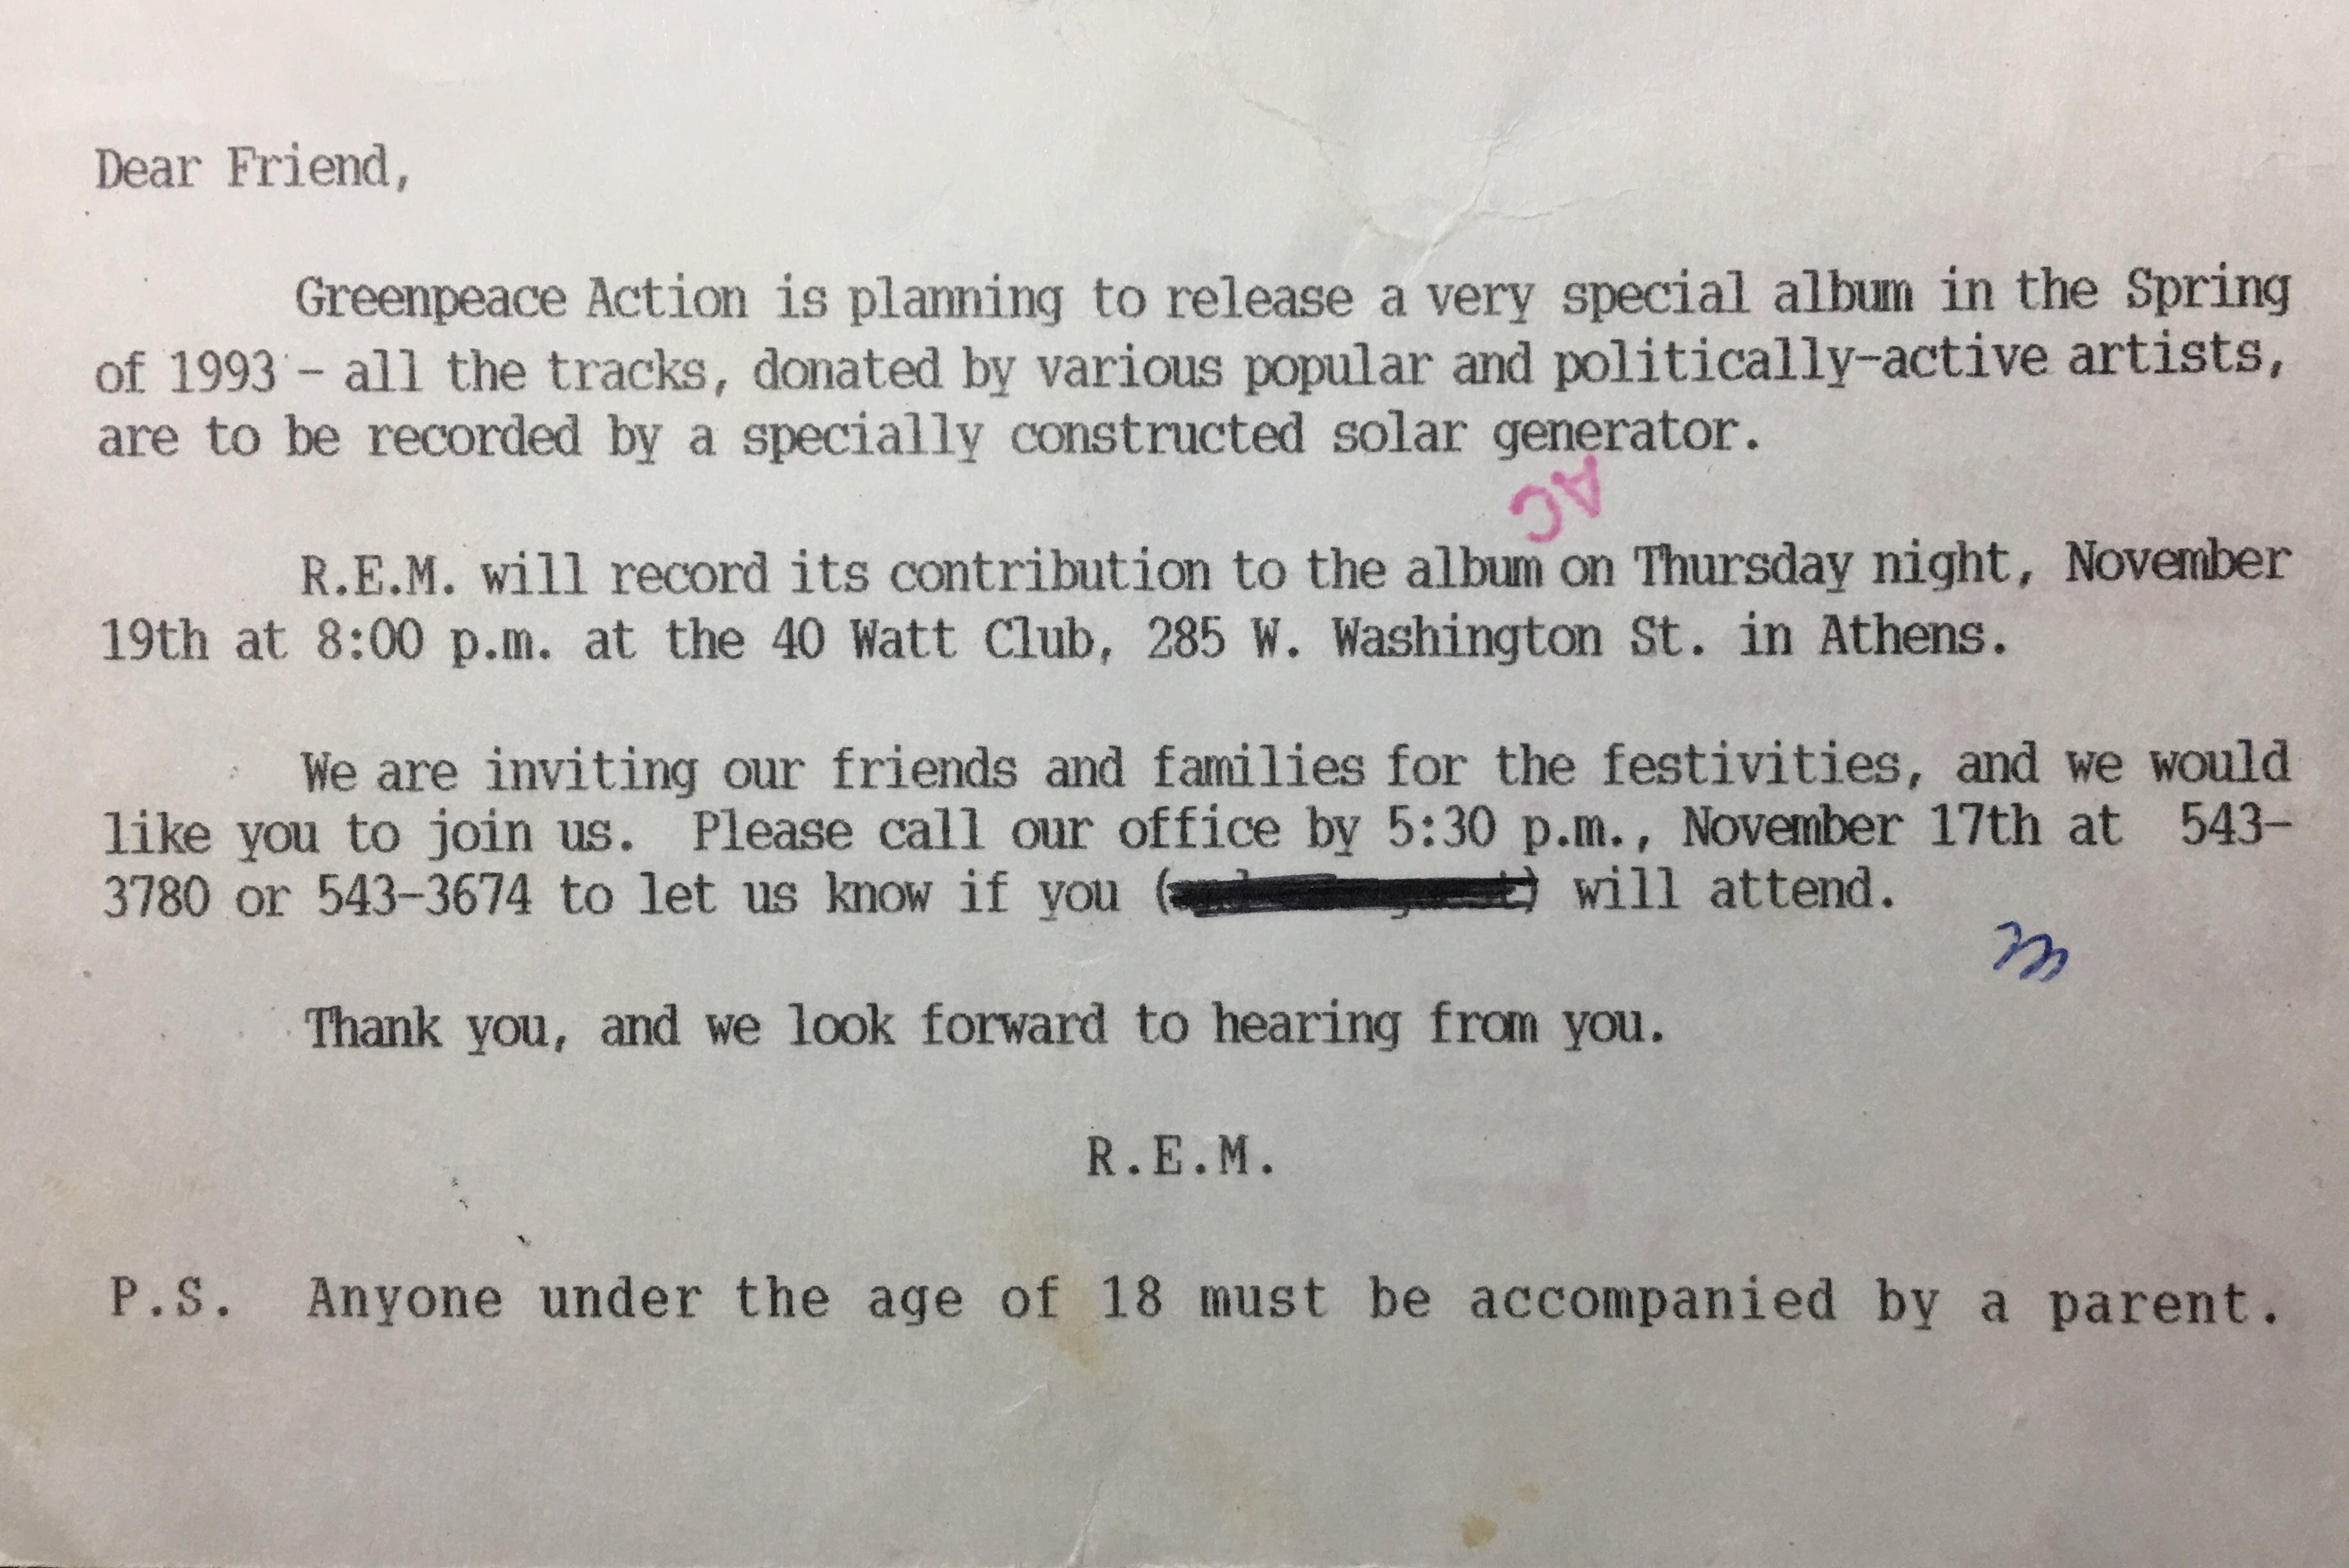 Dear Friend,
Greenpeace Action is planning to release a very special album in the Spring
of 1993 - all the tracks, donated by various popular and politically-active artists,
are to be recorded by a specially constructed solar generator.
AC
R.E.M. will record its contribution to the album on Thursday night, November
19th at 8:00 p.m. at the 40 Watt Club, 285 W. Washington St. in Athens.
We are inviting our friends and families for the festivities, and we would
like you to join us. Please call our office by 5:30 p.m., November 17th at 543-
3780 or 543-3674 to let us know if you ( ) will attend.
Thank you, and we look forward to hearing from you.
R.E.M.
P.S. Anyone under the age of 18 must be accompanied by a parent.